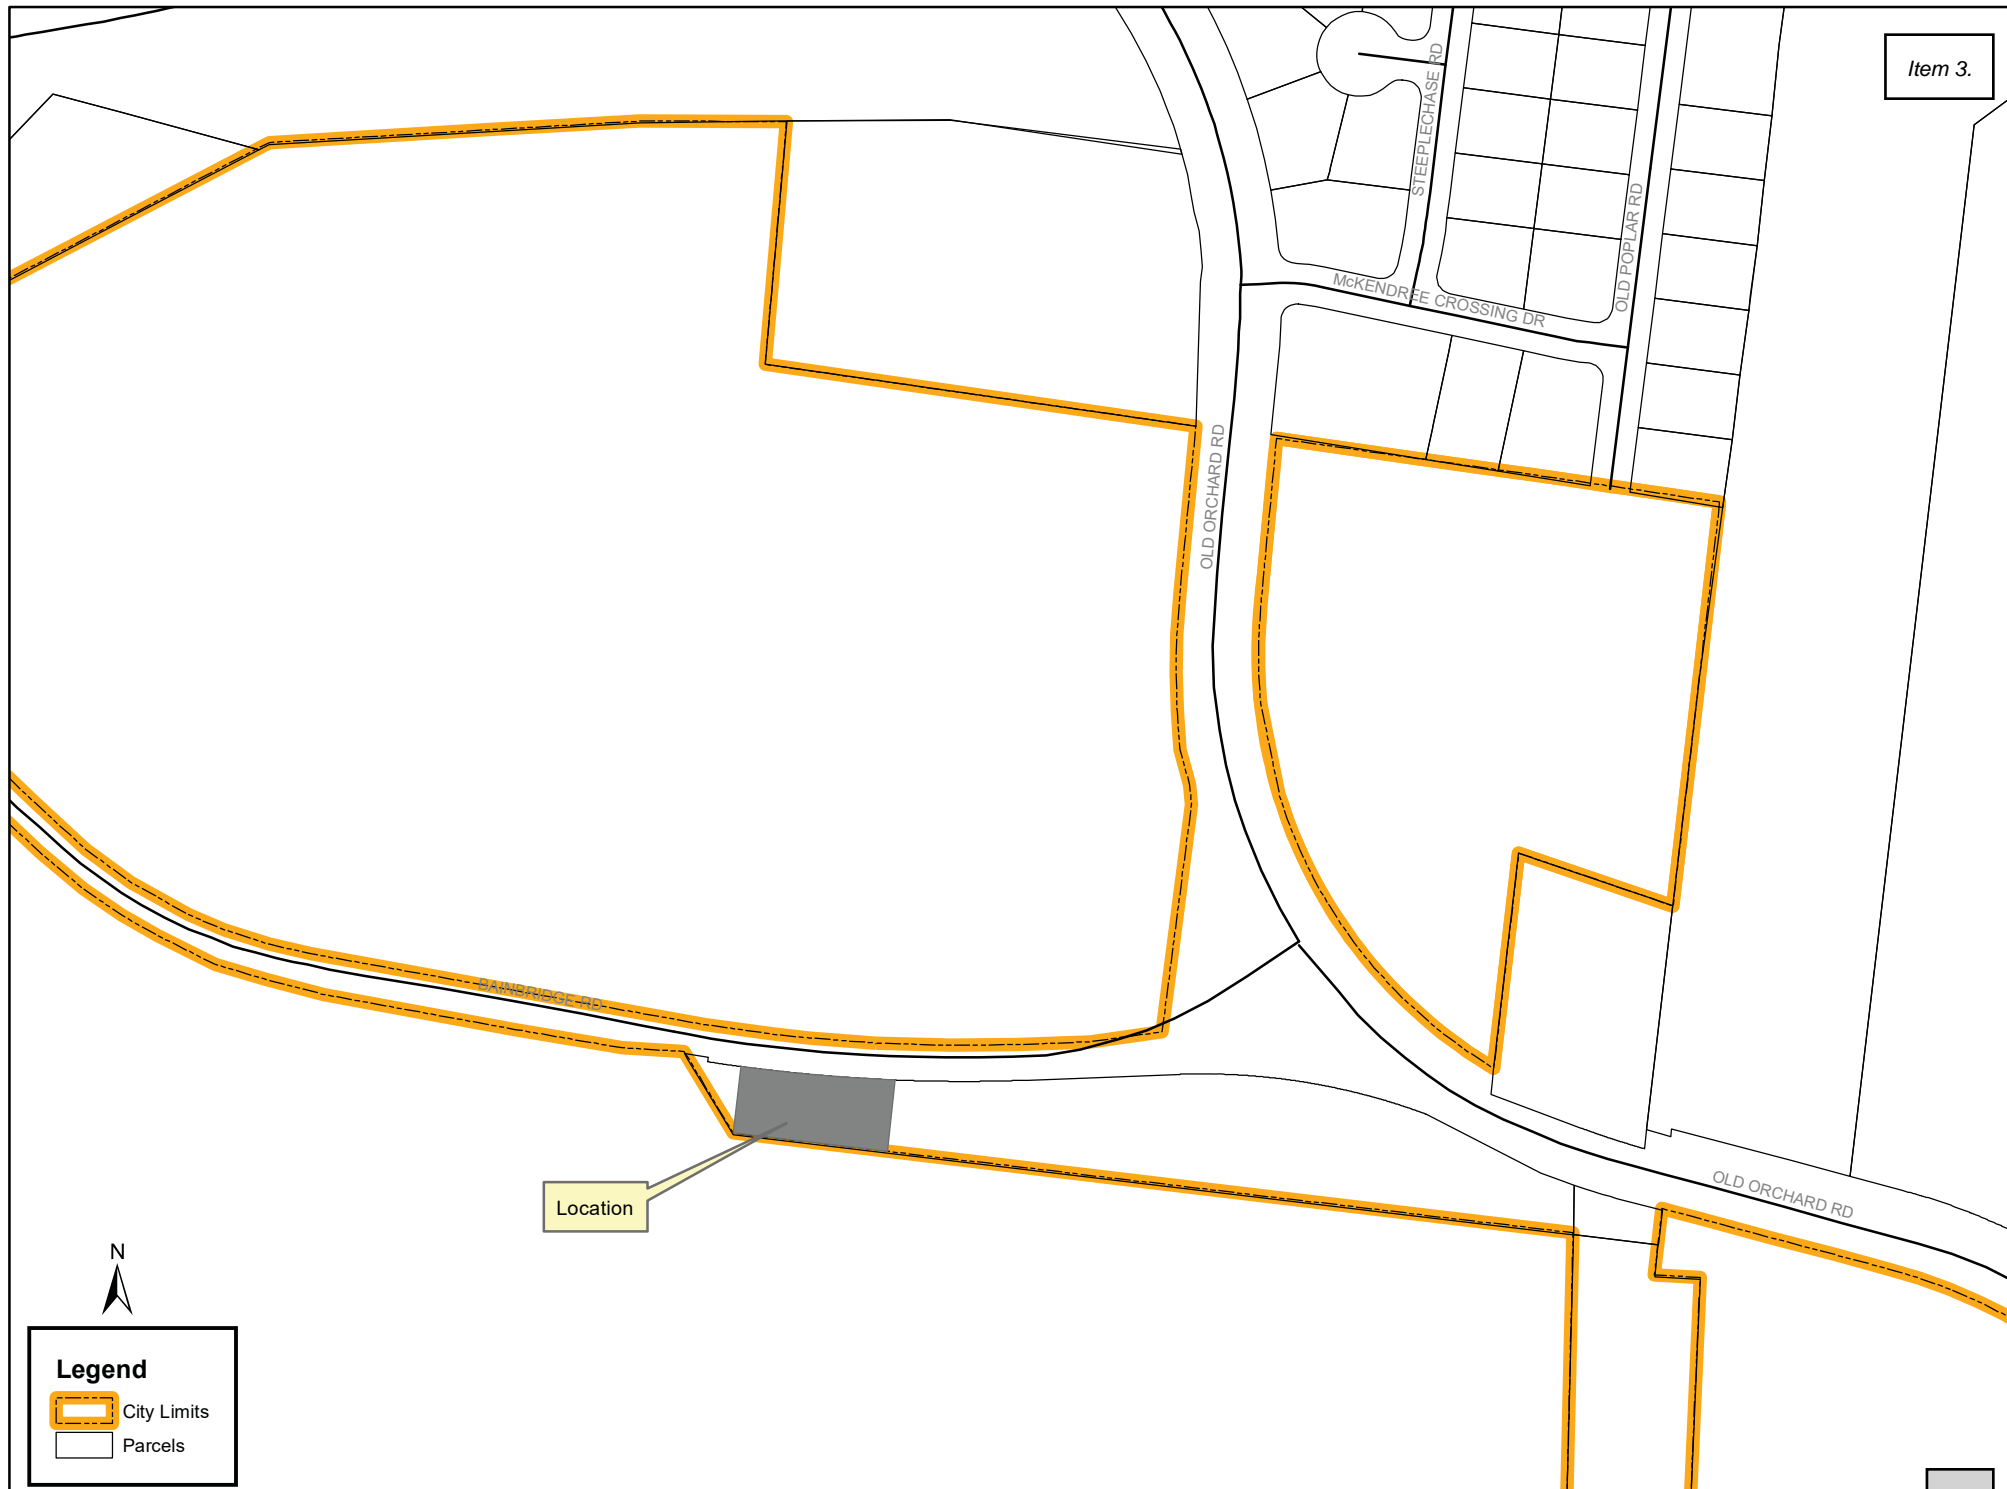 Item 3.
STEEPLECHASE RD
OLD POPLAR RD
McKENDREE CROSSING DR
OLD ORCHARD RD
BAINBRIDGE RD
OLD ORCHARD RD
Location
N
Legend
City Limits
Parcels